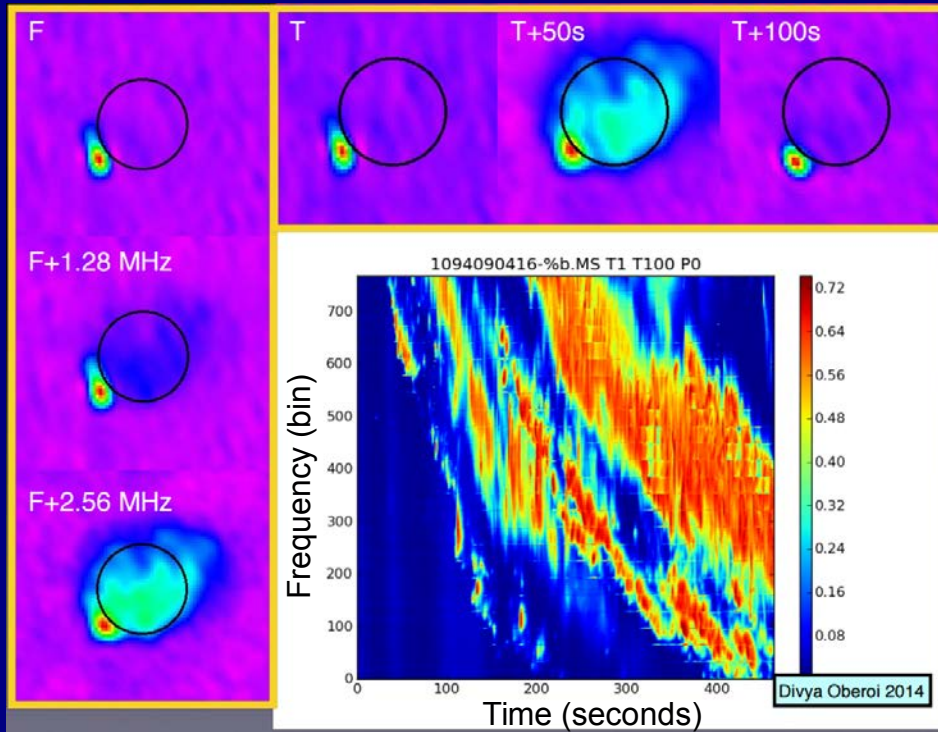 F
T
T+50s
T+100s
F+1.28 MHz
F+2.56 MHz
1094090416-%b.MS T1 T100 P0
700
600
500
400
300
200
100
0
Frequency (bin)
0
100
200
300
400
Time (seconds)
0.72
0.64
0.56
0.48
0.40
0.32
0.24
0.16
0.08
Divya Oberoi 2014